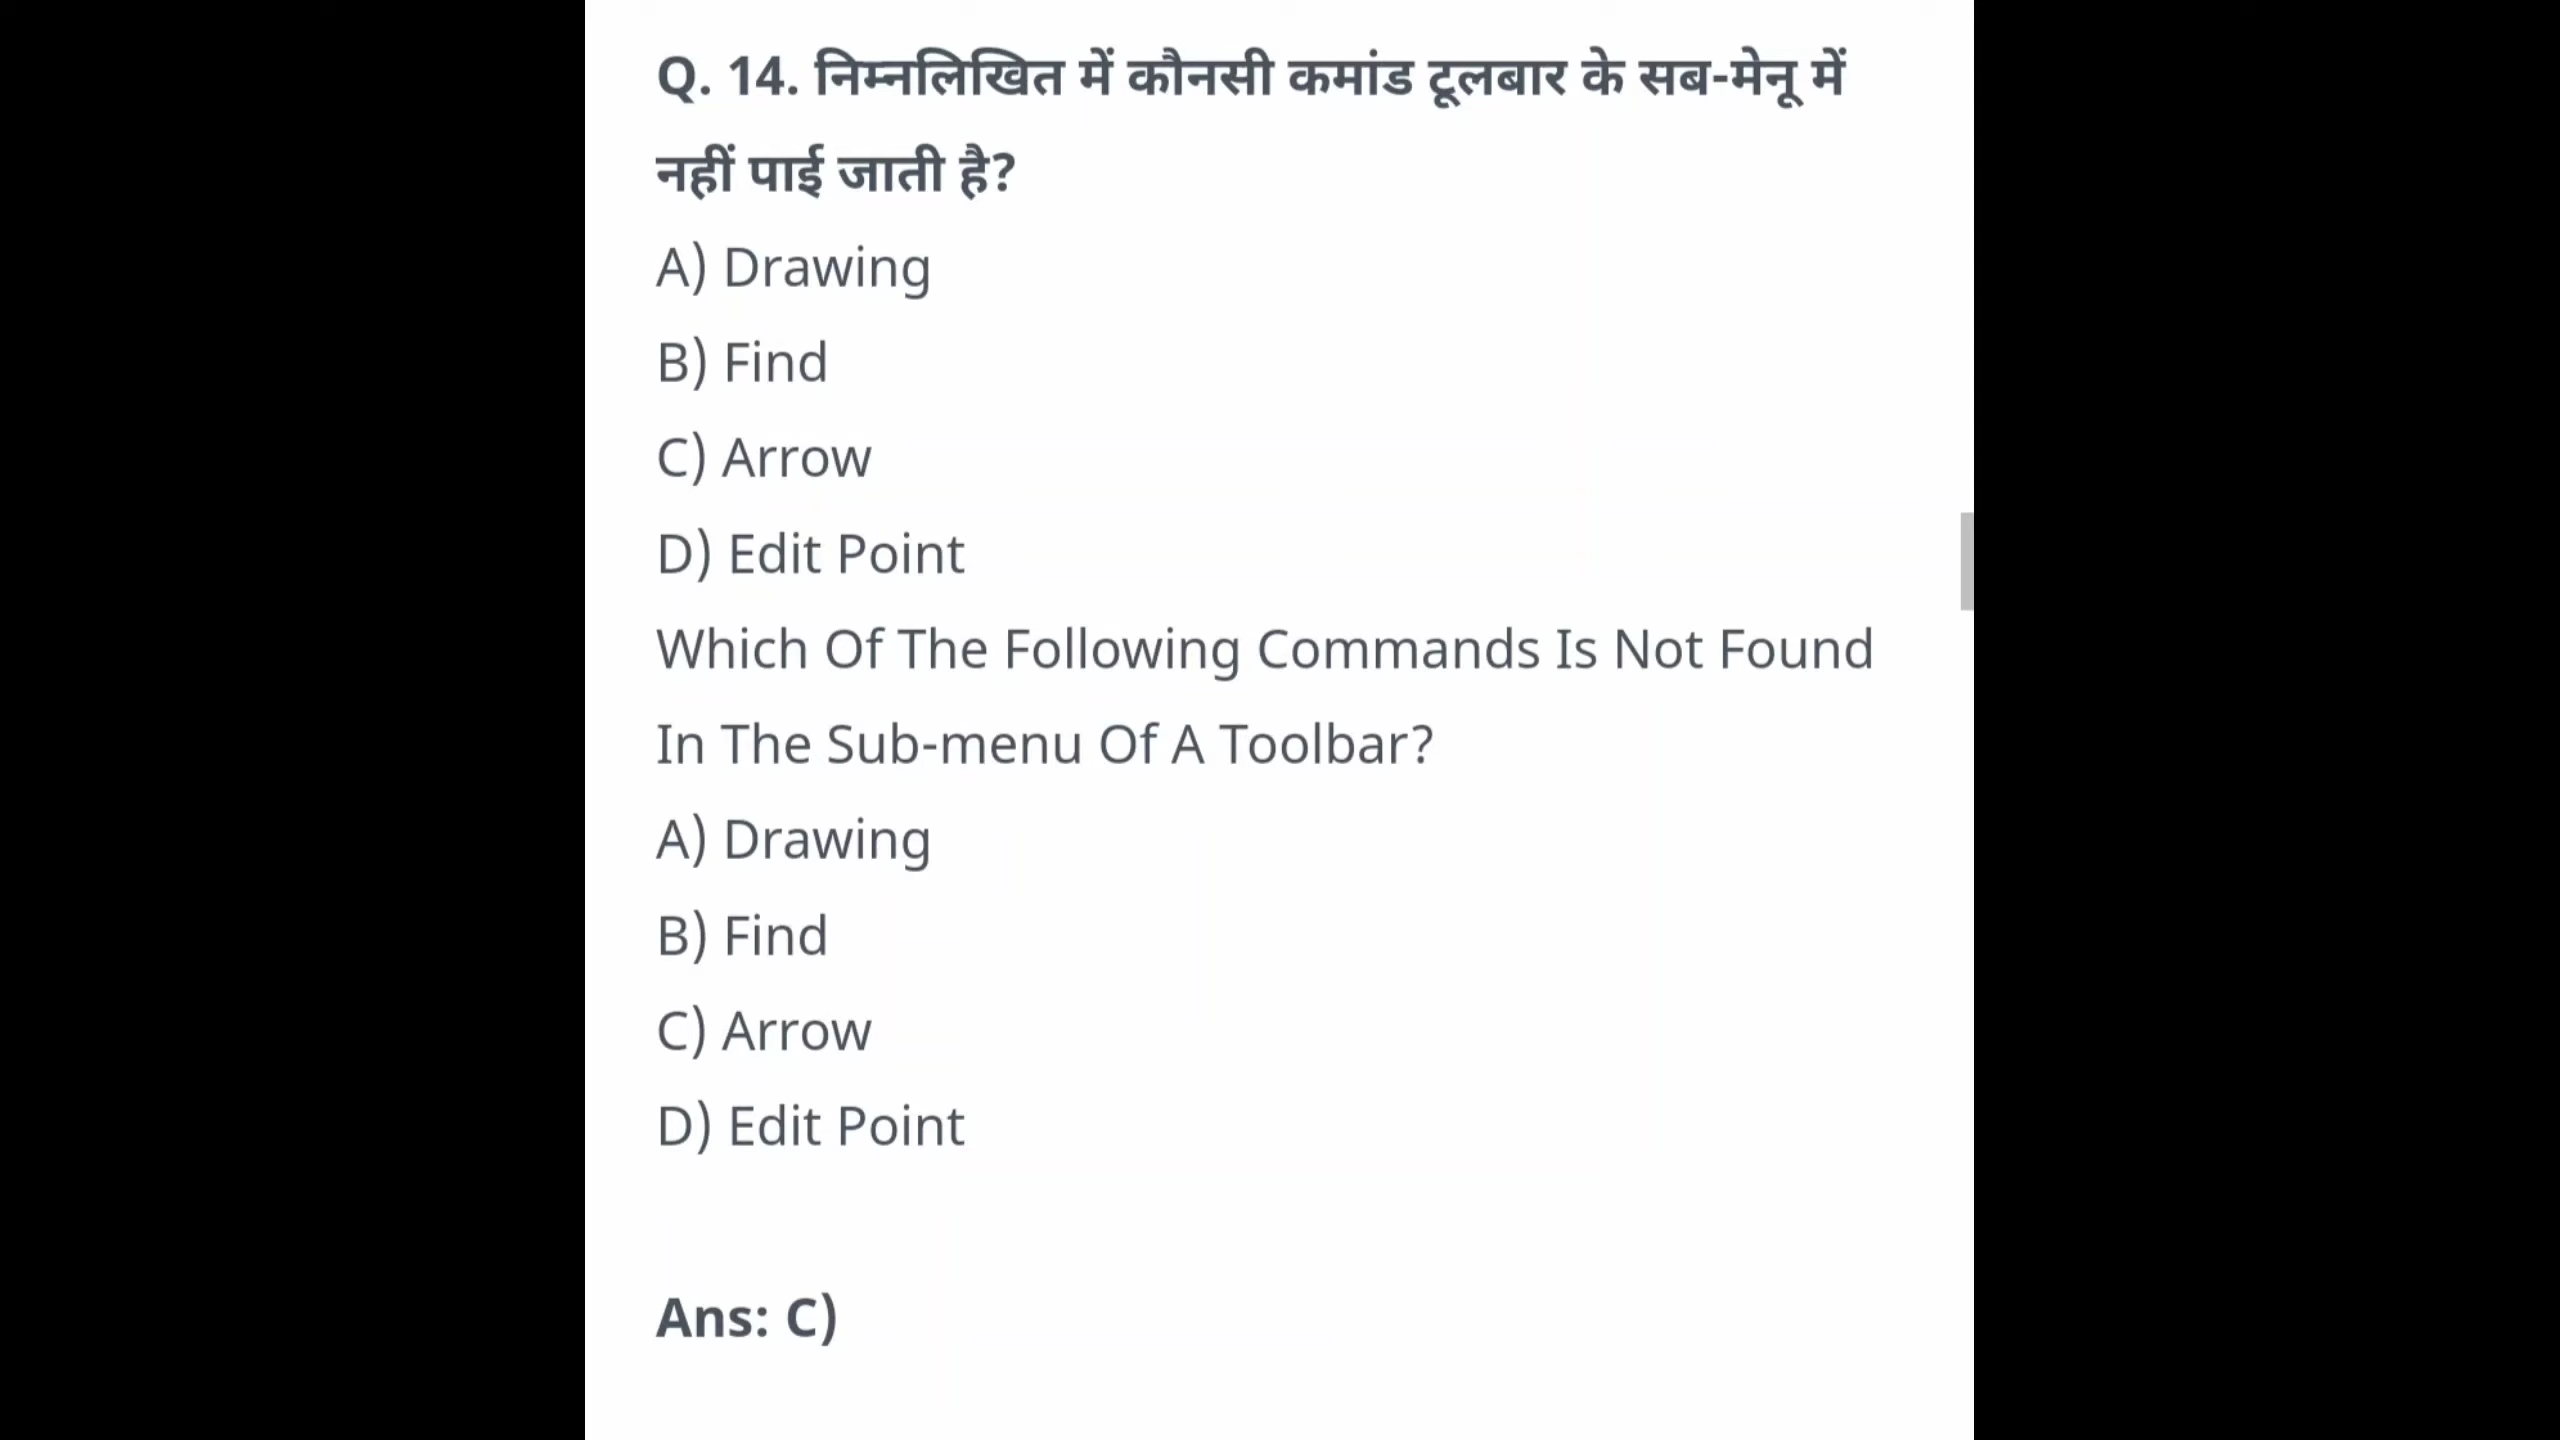 Q. 14. निम्नलिखित में कौनसी कमांड टूलबार के सब-मेनू में
नहीं पाई जाती है?
A) Drawing
B) Find
C) Arrow
D) Edit Point
Which Of The Following Commands Is Not Found
In The Sub-menu Of A Toolbar?
A) Drawing
B) Find
C) Arrow
D) Edit Point
Ans: C)